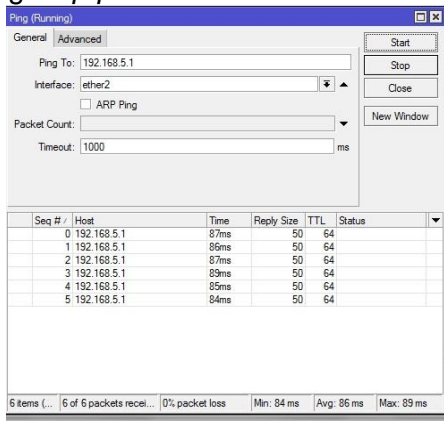 Ping (Running)
General Advanced
Start
Ping To: 192.168.5.1
Stop
Interface: ether2
Close
ARP Ping
New Window
Packet Count:
Timeout: 1000 ms
Seq # Host Time Reply Size TTL Status
0 192.168.5.1 87ms 50 64
1 192.168.5.1 86ms 50 64
2 192.168.5.1 87ms 50 64
3 192.168.5.1 89ms 50 64
4 192.168.5.1 85ms 50 64
5 192.168.5.1 84ms 50 64
6 items (... 6 of 6 packets recei... 0% packet loss Min: 84 ms Avg: 86 ms Max: 89 ms